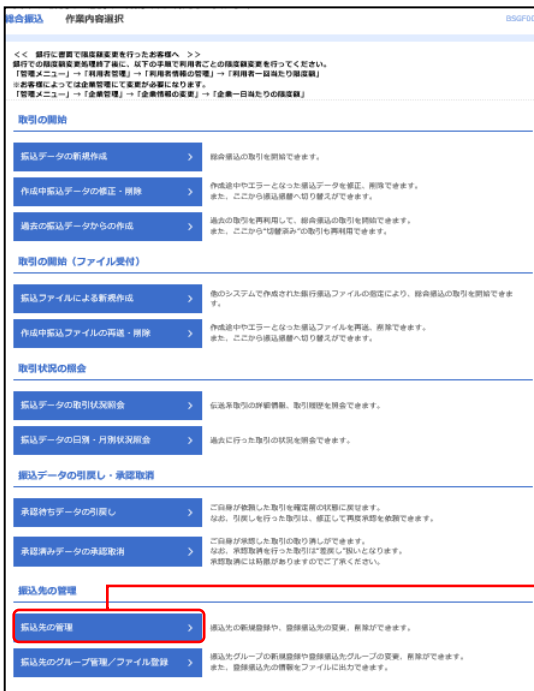 総合振込　作業内容選択
BSGF00
＜＜ 銀行に書面で限度額変更を行ったお客様へ ＞＞
銀行での限度額変更処理終了後に、以下の手順で利用者ごとの限度額変更を行ってください。
「管理メニュー」→「利用者管理」→「利用者情報の管理」→「利用者一回当たり限度額」
※お客様によっては企業管理にて変更が必要になります。
「管理メニュー」→「企業管理」→「企業情報の変更」→「企業一日当たりの限度額」
取引の開始
振込データの新規作成
総合振込の取引を開始できます。
作成中振込データの修正・削除
作成途中やエラーとなった振込データを修正、削除できます。
また、ここから振込振替へ切り替えができます。
過去の振込データからの作成
過去の取引を再利用して、総合振込の取引を開始できます。
また、ここから"切替済み"の取引も再利用できます。
取引の開始（ファイル受付）
振込ファイルによる新規作成
他のシステムで作成された銀行振込ファイルの指定により、総合振込の取引を開始できま
す。
作成中振込ファイルの再送・削除
作成途中やエラーとなった振込ファイルを再送、削除できます。
また、ここから振込振替へ切り替えができます。
取引状況の照会
振込データの取引状況照会
伝送系取引の詳細情報、取引履歴を照会できます。
振込データの日別・月別状況照会
過去に行った取引の状況を照会できます。
振込データの引戻し・承認取消
承認待ちデータの引戻し
ご自身が依頼した取引を確定前の状態に戻せます。
なお、引戻しを行った取引は、修正して再度承認を依頼できます。
承認済みデータの承認取消
ご自身が承認した取引の取り消しができます。
なお、承認取消を行った取引は"差戻し"扱いとなります。
承認取消には時限がありますのでご了承ください。
振込先の管理
振込先の管理
振込先の新規登録や、登録振込先の変更、削除ができます。
振込先のグループ管理／ファイル登録
振込先グループの新規登録や登録振込先グループの変更、削除ができます。
また、登録振込先の情報をファイルに出力できます。